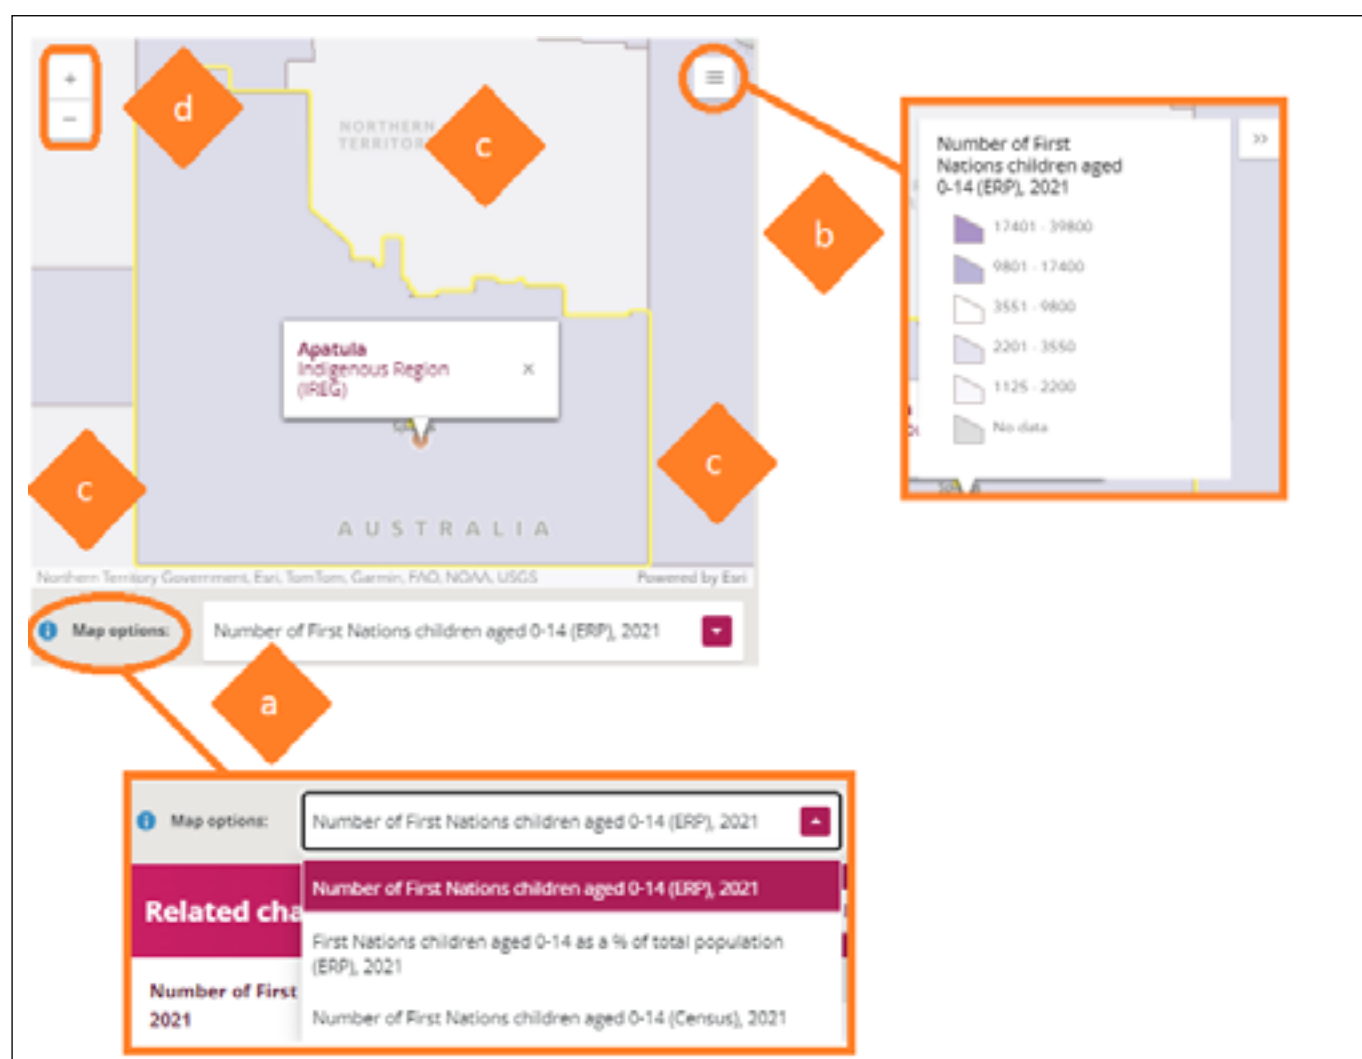 +
−
d
NORTHERN
c
b
Number of First
Nations children aged
0-14 (ERP), 2021
17401 - 39800
9801 - 17400
3551 - 9800
2201 - 3550
1125 - 2200
No data
Apatula
Indigenous Region
(IREG)
×
c
c
AUSTRALIA
Northern Territory Government, Esri, TomTom, Garmin, FAO, NOAA, USGS
Powered by Esri
Map options:
Number of First Nations children aged 0-14 (ERP), 2021
a
Map options:
Number of First Nations children aged 0-14 (ERP), 2021
Number of First Nations children aged 0-14 (ERP), 2021
Related cha
First Nations children aged 0-14 as a % of total population
(ERP), 2021
Number of First
2021
Number of First Nations children aged 0-14 (Census), 2021